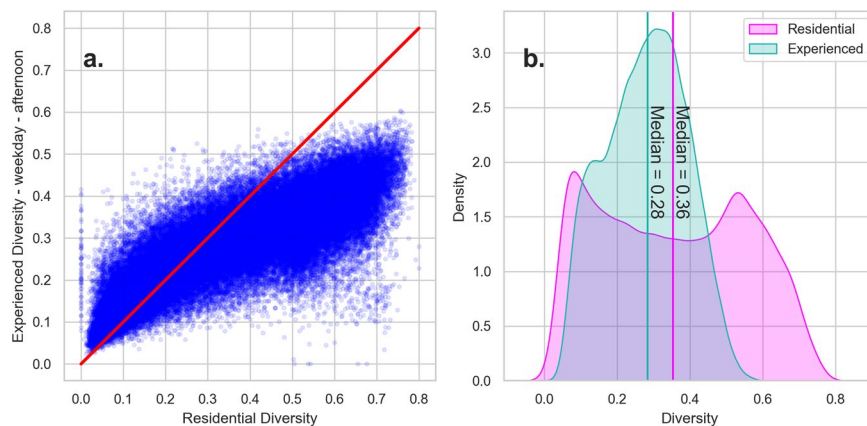 a.
0.8
0.7
0.6
0.5
0.4
0.3
0.2
0.1
0.0
Experienced Diversity - weekday - afternoon
0.0 0.1 0.2 0.3 0.4 0.5 0.6 0.7 0.8
Residential Diversity
b.
Residential
Experienced
3.0
2.5
2.0
1.5
1.0
0.5
0.0
Density
Median = 0.28
Median = 0.36
0.0 0.2 0.4 0.6 0.8
Diversity